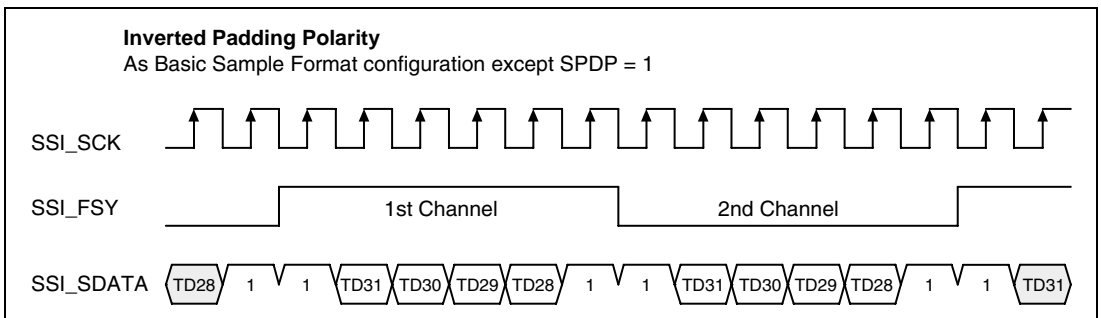 Inverted Padding Polarity
As Basic Sample Format configuration except SPDP = 1
SSI_SCK
SSI_FSY 1st Channel 2nd Channel
SSI_SDATA TD28 1 1 TD31 TD30 TD29 TD28 1 1 TD31 TD30 TD29 TD28 1 1 TD31